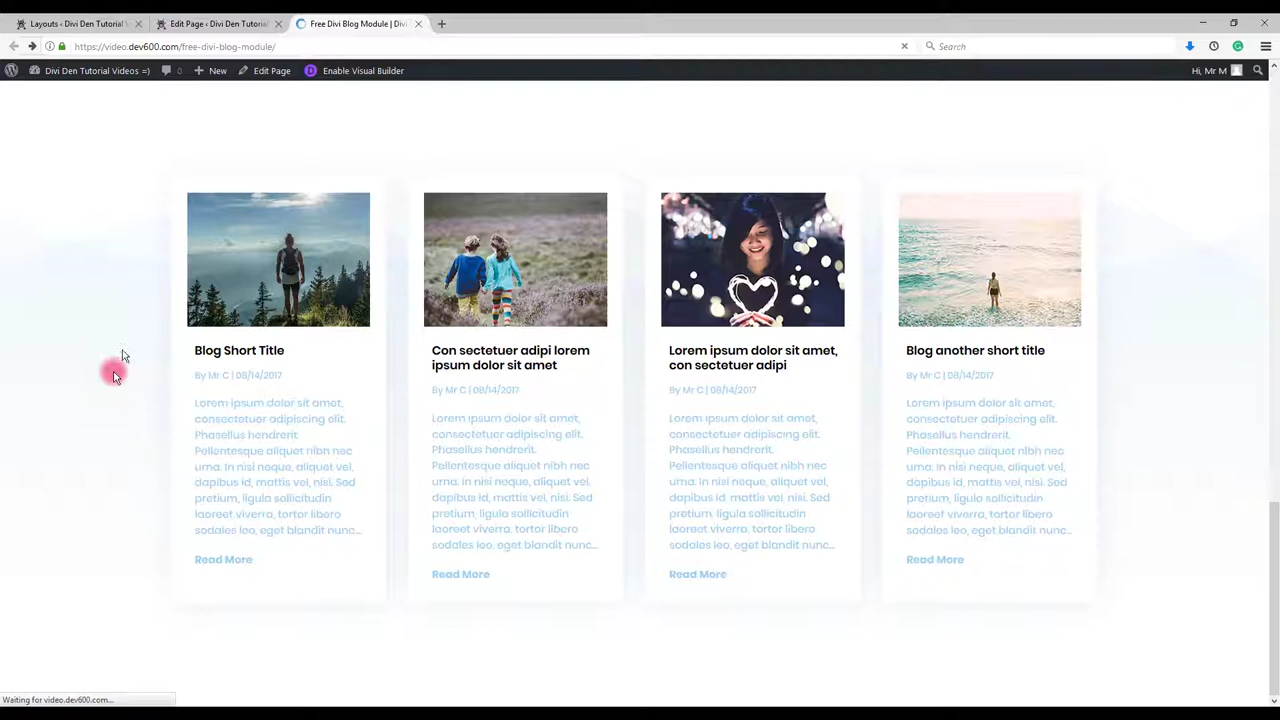 Layouts ‹ Divi Den Tutorial V
Edit Page ‹ Divi Den Tutorial
Free Divi Blog Module | Divi
https://video.dev600.com/free-divi-blog-module/
Search
Divi Den Tutorial Videos =)
0
New
Edit Page
Enable Visual Builder
Hi, Mr M
Blog Short Title
By Mr C | 08/14/2017
Lorem ipsum dolor sit amet,
consectetuer adipiscing elit.
Phasellus hendrerit.
Pellentesque aliquet nibh nec
urna. In nisi neque, aliquet vel,
dapibus id, mattis vel, nisi. Sed
pretium, ligula sollicitudin
laoreet viverra, tortor libero
sodales leo, eget blandit nunc...
Read More
Con sectetuer adipi lorem
ipsum dolor sit amet
By Mr C | 08/14/2017
Lorem ipsum dolor sit amet,
consectetuer adipiscing elit.
Phasellus hendrerit.
Pellentesque aliquet nibh nec
urna. In nisi neque, aliquet vel,
dapibus id, mattis vel, nisi. Sed
pretium, ligula sollicitudin
laoreet viverra, tortor libero
sodales leo, eget blandit nunc...
Read More
Lorem ipsum dolor sit amet,
con sectetuer adipi
By Mr C | 08/14/2017
Lorem ipsum dolor sit amet,
consectetuer adipiscing elit.
Phasellus hendrerit.
Pellentesque aliquet nibh nec
urna. In nisi neque, aliquet vel,
dapibus id, mattis vel, nisi. Sed
pretium, ligula sollicitudin
laoreet viverra, tortor libero
sodales leo, eget blandit nunc...
Read More
Blog another short title
By Mr C | 08/14/2017
Lorem ipsum dolor sit amet,
consectetuer adipiscing elit.
Phasellus hendrerit.
Pellentesque aliquet nibh nec
urna. In nisi neque, aliquet vel,
dapibus id, mattis vel, nisi. Sed
pretium, ligula sollicitudin
laoreet viverra, tortor libero
sodales leo, eget blandit nunc...
Read More
Waiting for video.dev600.com...